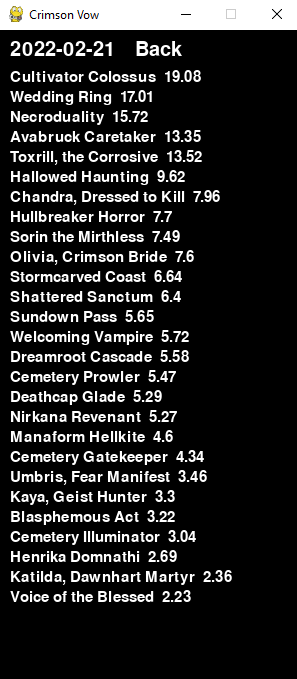 Crimson Vow
2022-02-21 Back
Cultivator Colossus 19.08
Wedding Ring 17.01
Necroduality 15.72
Avabruck Caretaker 13.35
Toxrill, the Corrosive 13.52
Hallowed Haunting 9.62
Chandra, Dressed to Kill 7.96
Hullbreaker Horror 7.7
Sorin the Mirthless 7.49
Olivia, Crimson Bride 7.6
Stormcarved Coast 6.64
Shattered Sanctum 6.4
Sundown Pass 5.65
Welcoming Vampire 5.72
Dreamroot Cascade 5.58
Cemetery Prowler 5.47
Deathcap Glade 5.29
Nirkana Revenant 5.27
Manaform Hellkite 4.6
Cemetery Gatekeeper 4.34
Umbris, Fear Manifest 3.46
Kaya, Geist Hunter 3.3
Blasphemous Act 3.22
Cemetery Illuminator 3.04
Henrika Domnathi 2.69
Katilda, Dawnhart Martyr 2.36
Voice of the Blessed 2.23